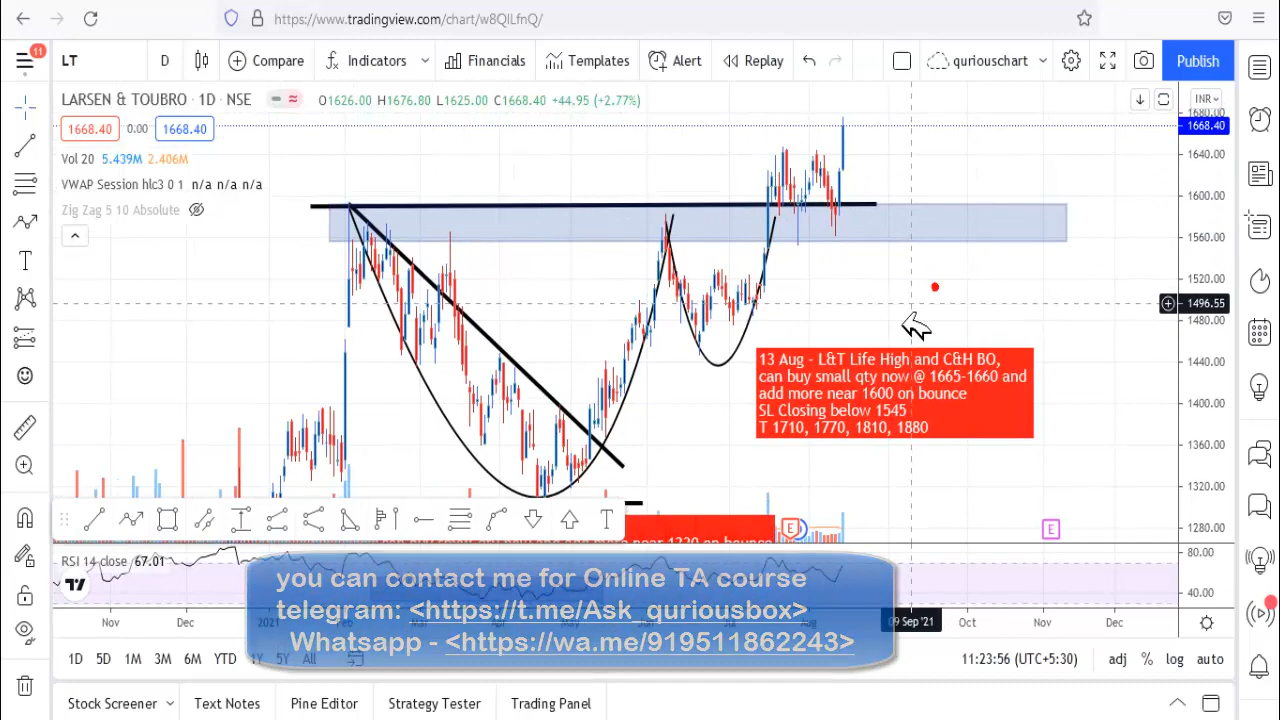 https://www.tradingview.com/chart/w8QILfnQ/
11
LT
D
Compare
Indicators
Financials
Templates
Alert
Replay
quriouschart
Publish
LARSEN & TOUBRO · 1D · NSE
O1626.00 H1676.80 L1625.00 C1668.40 +44.95 (+2.77%)
INR
1668.40 0.00 1668.40
Vol 20 5.439M 2.406M
VWAP Session hlc3 0 1 n/a n/a n/a
Zig Zag 5 10 Absolute
1680.00
1668.40
1640.00
1600.00
1560.00
1520.00
1496.55
1480.00
1440.00
1400.00
1360.00
1320.00
1280.00
13 Aug - L&T Life High and C&H BO,
can buy small qty now @ 1665-1660 and
add more near 1600 on bounce
SL Closing below 1545
T 1710, 1770, 1810, 1880
T
E
E
RSI 14 close 67.01
80.00
40.00
you can contact me for Online TA course
telegram: <https://t.me/Ask_quriousbox>
Whatsapp - <https://wa.me/919511862243>
Nov Dec 2021 Aug 09 Sep '21 Oct Nov Dec
1D 5D 1M 3M 6M YTD 1Y 5Y All
11:23:56 (UTC+5:30) adj % log auto
Stock Screener Text Notes Pine Editor Strategy Tester Trading Panel